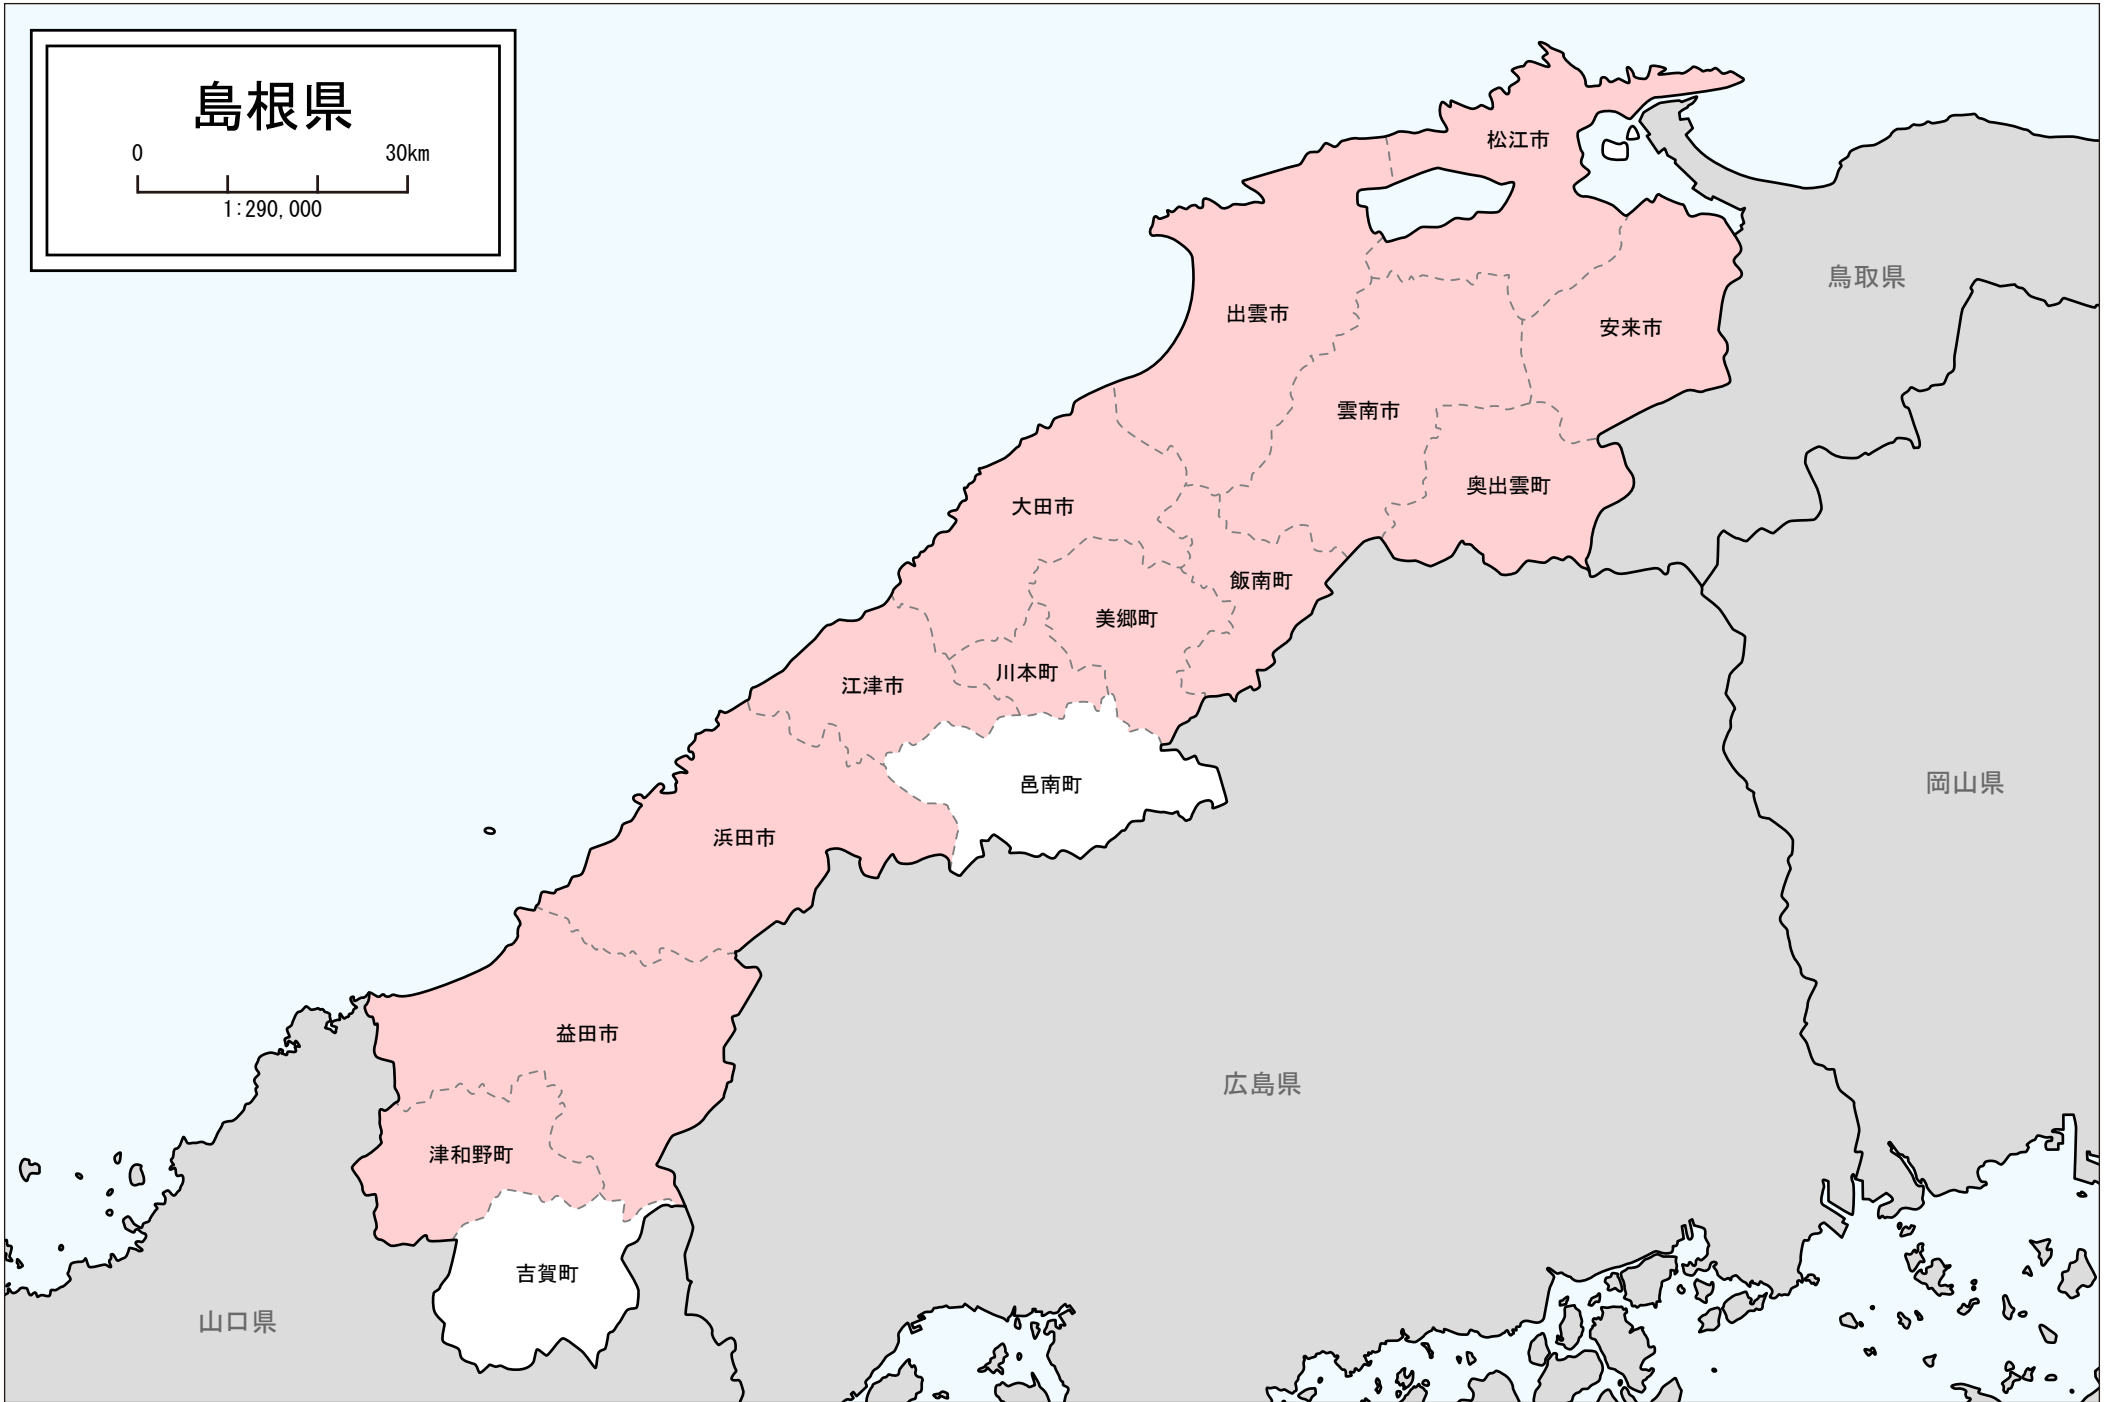 島根県
0 30km
1:290,000
松江市
鳥取県
出雲市
安来市
雲南市
奥出雲町
大田市
飯南町
美郷町
川本町
江津市
邑南町
岡山県
浜田市
益田市
広島県
津和野町
吉賀町
山口県